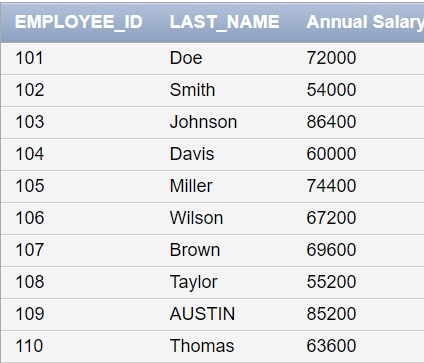 EMPLOYEE_ID LAST_NAME Annual Salary
101 Doe 72000
102 Smith 54000
103 Johnson 86400
104 Davis 60000
105 Miller 74400
106 Wilson 67200
107 Brown 69600
108 Taylor 55200
109 AUSTIN 85200
110 Thomas 63600